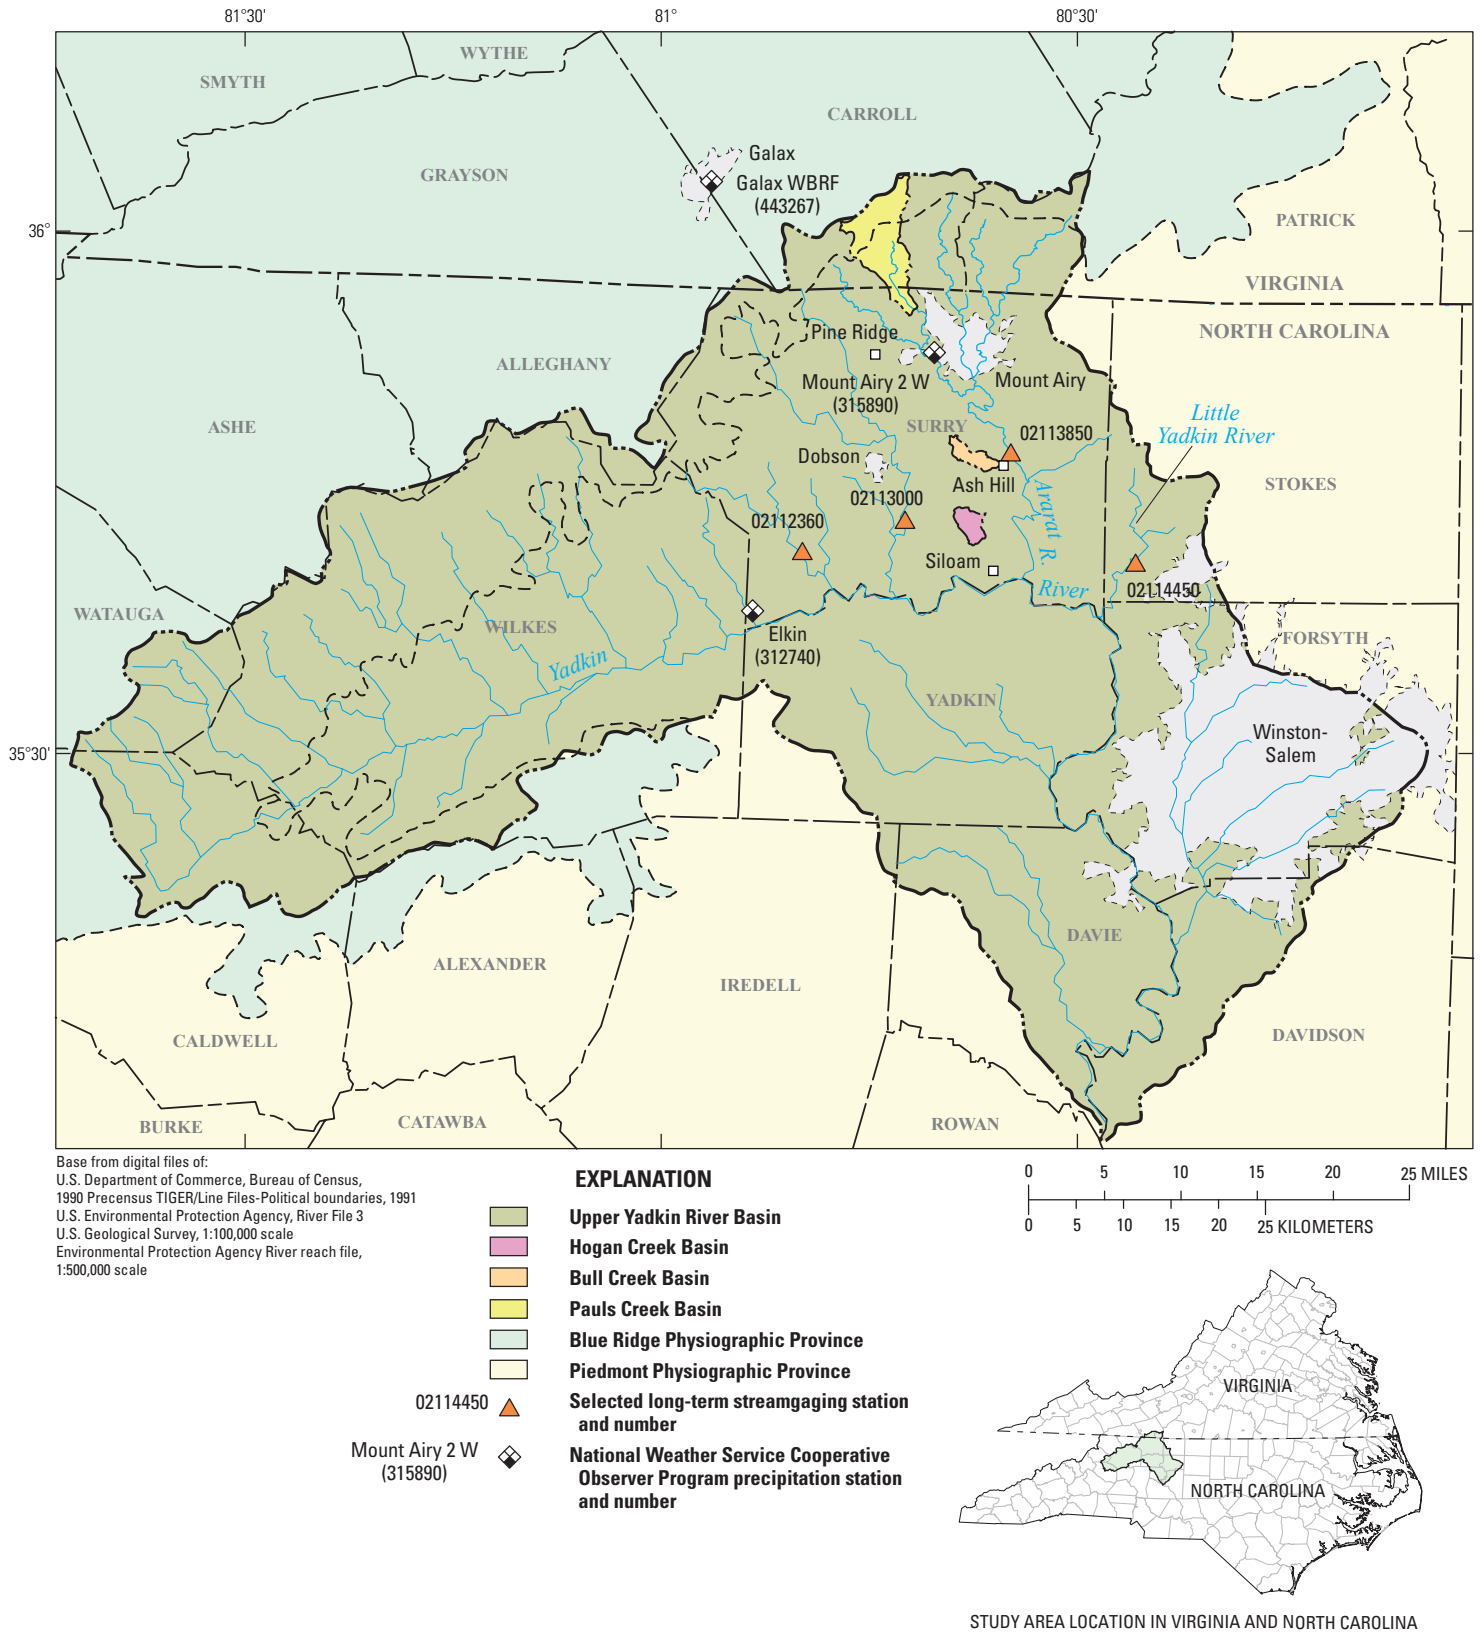 81°30'
81°
80°30'
WYTHE
SMYTH
CARROLL
Galax
GRAYSON
Galax WBRF
(443267)
PATRICK
36°
VIRGINIA
NORTH CAROLINA
Pine Ridge
ALLEGHANY
Mount Airy 2 W
(315890)
Mount Airy
Little
Yadkin River
ASHE
SURRY
02113850
Dobson
STOKES
Ash Hill
02113000
Ararat R.
02112360
Siloam
River
02114450
WATAUGA
WILKES
Elkin
(312740)
FORSYTH
Yadkin
YADKIN
Winston-
Salem
35°30'
DAVIE
ALEXANDER
IREDELL
CALDWELL
DAVIDSON
BURKE
CATAWBA
ROWAN
Base from digital files of:
U.S. Department of Commerce, Bureau of Census,
1990 Precensus TIGER/Line Files-Political boundaries, 1991
U.S. Environmental Protection Agency, River File 3
U.S. Geological Survey, 1:100,000 scale
Environmental Protection Agency River reach file,
1:500,000 scale
EXPLANATION
Upper Yadkin River Basin
Hogan Creek Basin
Bull Creek Basin
Pauls Creek Basin
Blue Ridge Physiographic Province
Piedmont Physiographic Province
02114450
Selected long-term streamgaging station
and number
Mount Airy 2 W
(315890)
National Weather Service Cooperative
Observer Program precipitation station
and number
0 5 10 15 20 25 MILES
0 5 10 15 20 25 KILOMETERS
VIRGINIA
NORTH CAROLINA
STUDY AREA LOCATION IN VIRGINIA AND NORTH CAROLINA